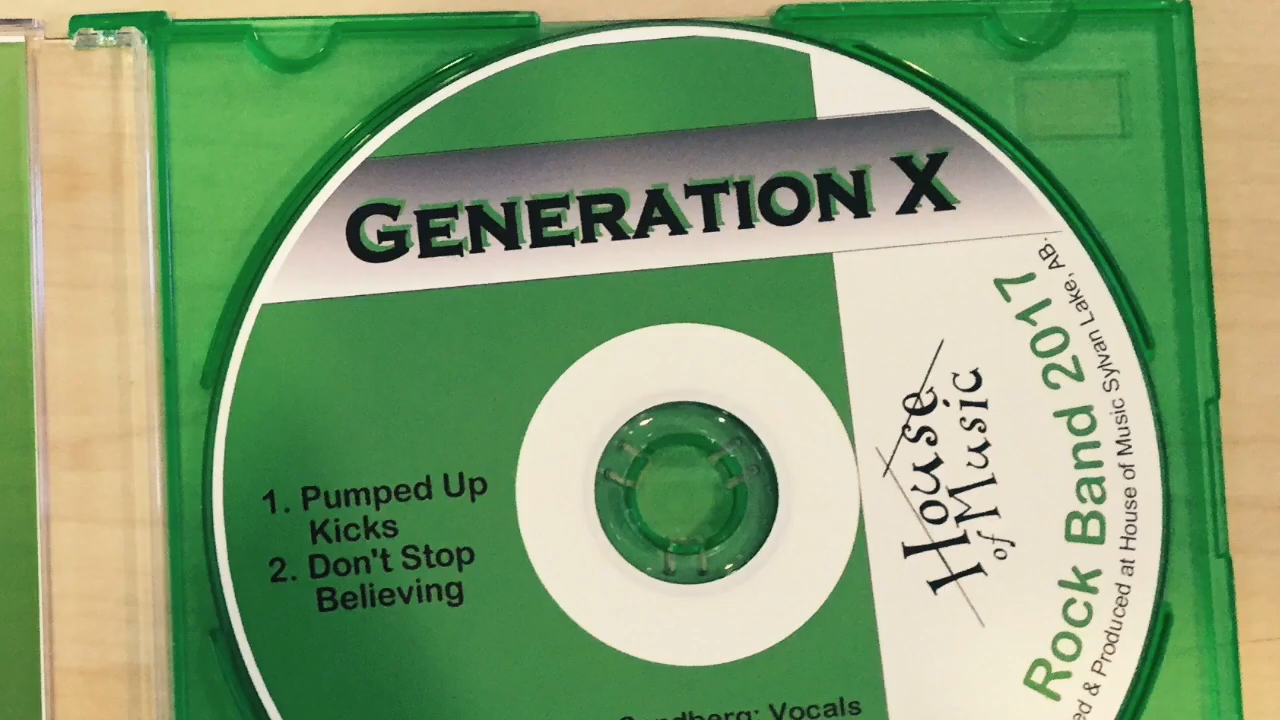 GENERATION X
1. Pumped Up
Kicks
2. Don't Stop
Believing
House
of Music
Rock Band 2017
& Produced at House of Music Sylvan Lake, AB.
Vocals